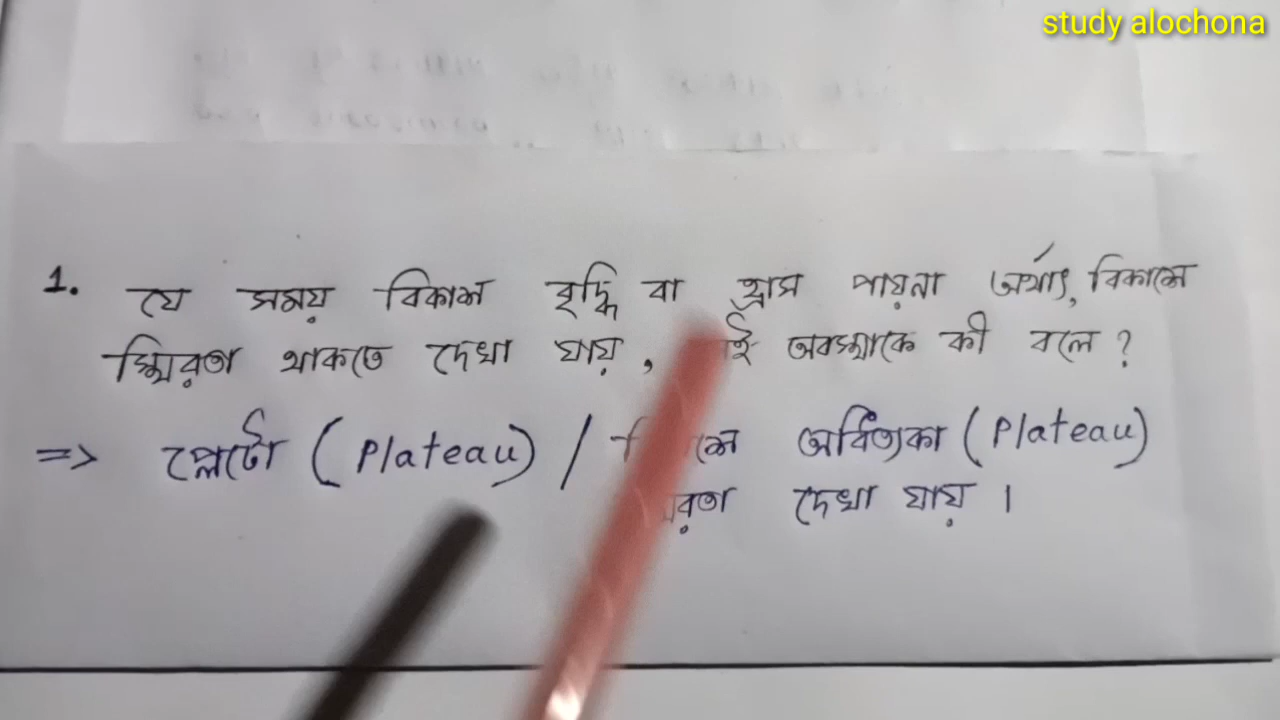 study alochona
1. যে সময় বিকাশ বৃদ্ধি বা হ্রাস পায়না অর্থাৎ, বিকাশে
স্থিরতা থাকতে দেখা যায়, অবস্থাকে কী বলে ?
=> প্লেটো (Plateau) / অধিত্যকা (Plateau)
দেখা যায় ।